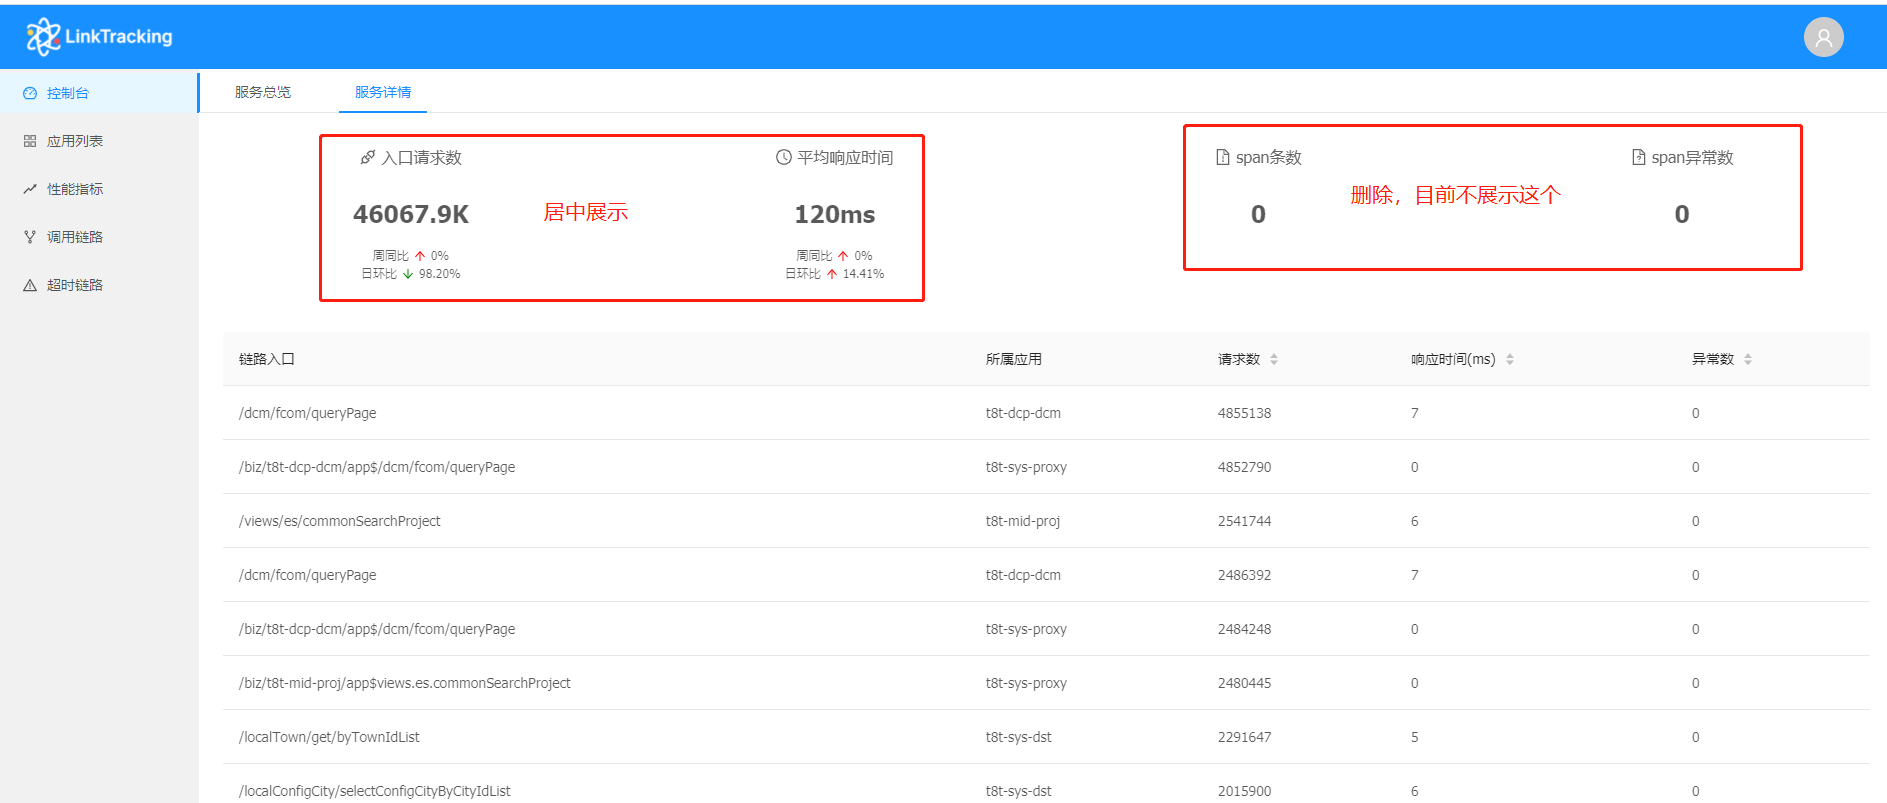 LinkTracking
控制台
应用列表
性能指标
调用链路
超时链路
服务总览 服务详情
入口请求数 平均响应时间 span条数 span异常数
46067.9K 居中展示 120ms 0 删除，目前不展示这个 0
周同比 ↑ 0% 周同比 ↑ 0%
日环比 ↓ 98.20% 日环比 ↑ 14.41%
链路入口 所属应用 请求数 响应时间(ms) 异常数
/dcm/fcom/queryPage t8t-dcp-dcm 4855138 7 0
/biz/t8t-dcp-dcm/app$/dcm/fcom/queryPage t8t-sys-proxy 4852790 0 0
/views/es/commonSearchProject t8t-mid-proj 2541744 6 0
/dcm/fcom/queryPage t8t-dcp-dcm 2486392 7 0
/biz/t8t-dcp-dcm/app$/dcm/fcom/queryPage t8t-sys-proxy 2484248 0 0
/biz/t8t-mid-proj/app$views.es.commonSearchProject t8t-sys-proxy 2480445 0 0
/localTown/get/byTownIdList t8t-sys-dst 2291647 5 0
/localConfigCity/selectConfigCityByCityIdList t8t-sys-dst 2015900 6 0